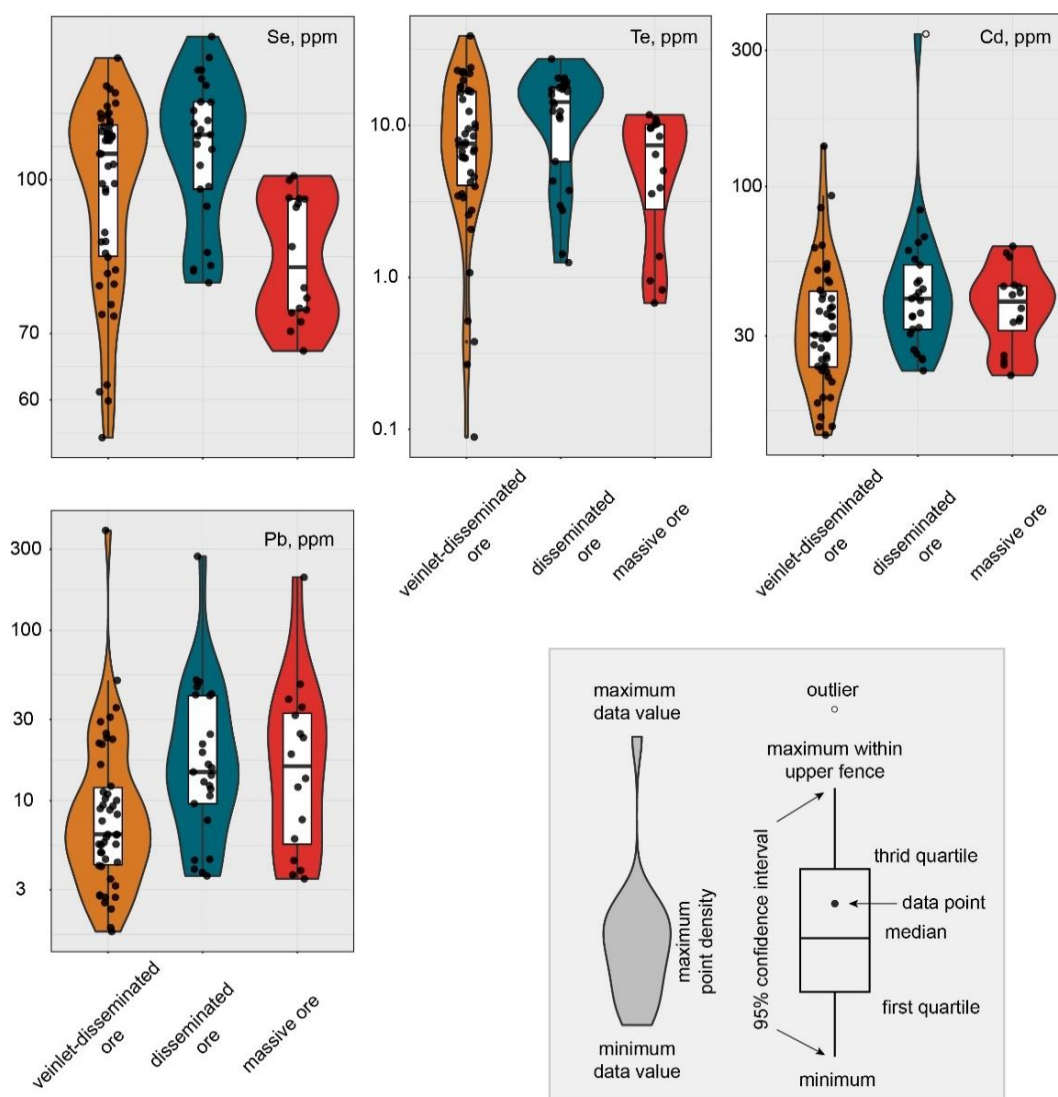 Se, ppm
100
70
60
Te, ppm
10.0
1.0
0.1
Cd, ppm
300
100
30
veinlet-disseminated
ore
disseminated
ore
massive ore
veinlet-disseminated
ore
disseminated
ore
massive ore
Pb, ppm
300
100
30
10
3
veinlet-disseminated
ore
disseminated
ore
massive ore
maximum
data value
maximum
point density
minimum
data value
outlier
maximum within
upper fence
95% confidence interval
thrid quartile
data point
median
first quartile
minimum